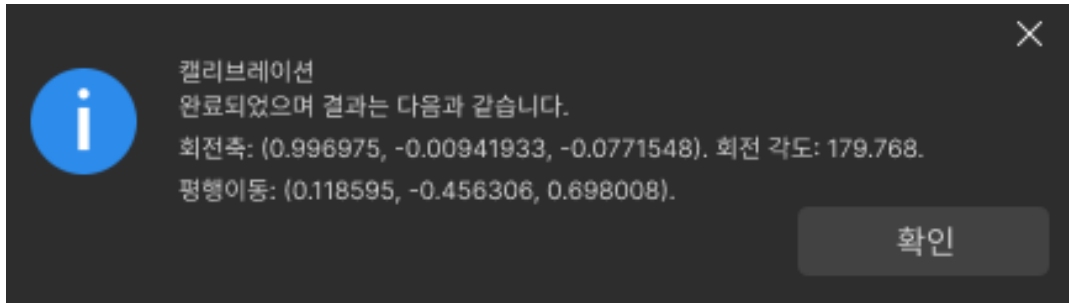 캘리브레이션
완료되었으며 결과는 다음과 같습니다.
회전축: (0.996975, -0.00941933, -0.0771548). 회전 각도: 179.768.
평행이동: (0.118595, -0.456306, 0.698008).
확인